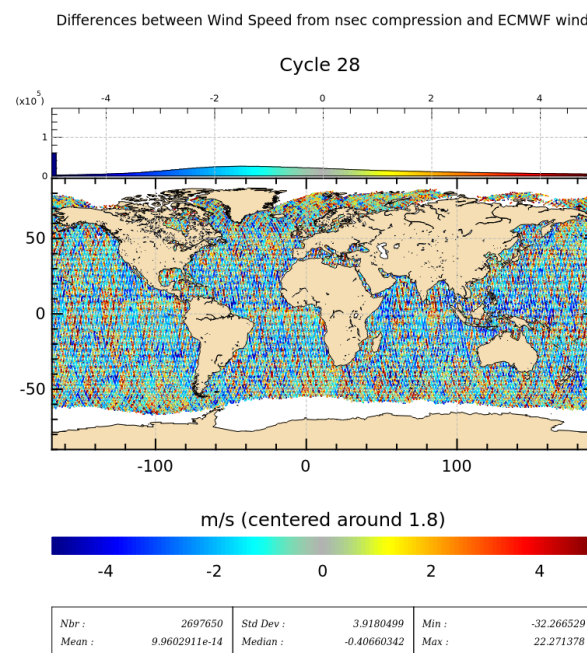 Differences between Wind Speed from nsec compression and ECMWF wind
Cycle 28
-4 -2 0 2 4
(x10^5)
1
0
50
0
-50
-100 0 100
m/s (centered around 1.8)
-4 -2 0 2 4
Nbr : 2697650 Std Dev : 3.9180499 Min : -32.266529
Mean : 9.9602911e-14 Median : -0.40660342 Max : 22.271378